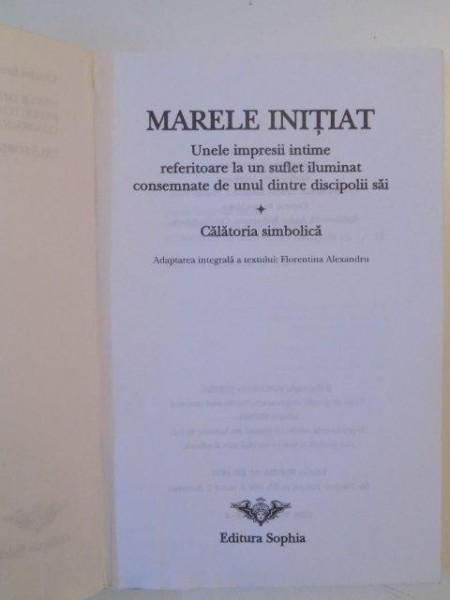 MARELE INIȚIAT
Unele impresii intime
referitoare la un suflet iluminat
consemnate de unul dintre discipolii săi
Călătoria simbolică
Adaptarea integrală a textului: Florentina Alexandru
Editura Sophia